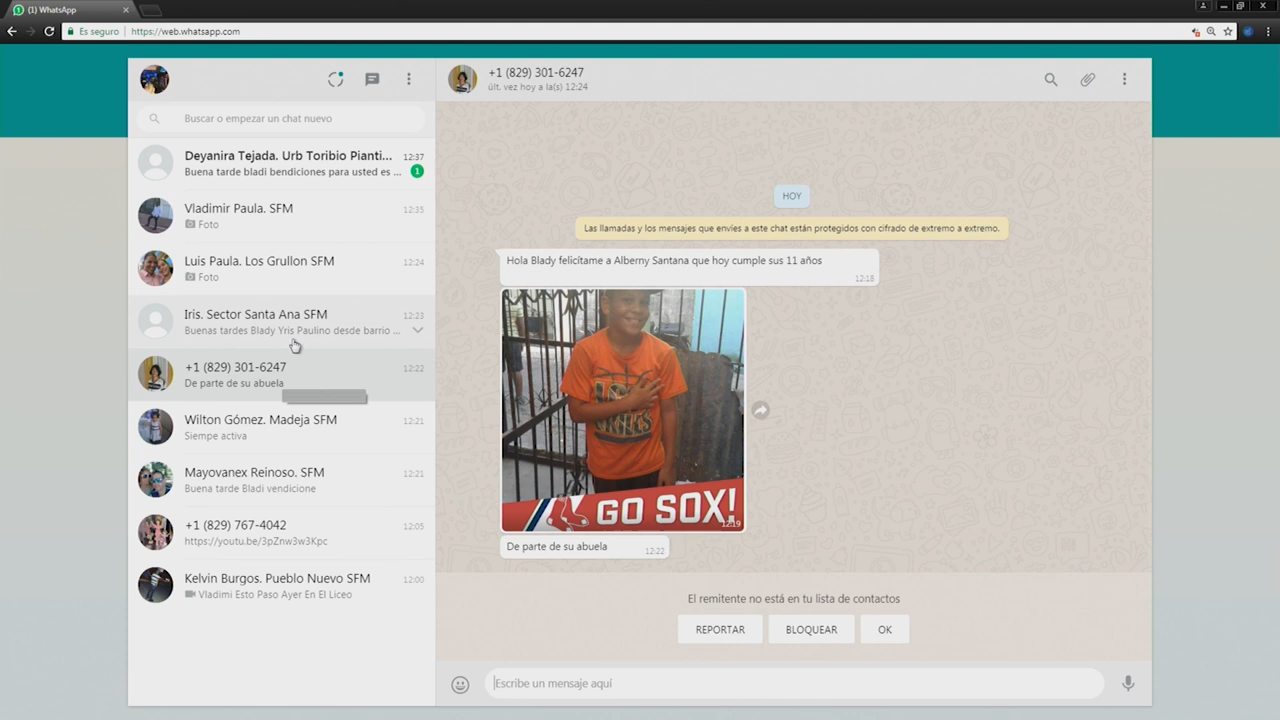 (1) WhatsApp
Es seguro
https://web.whatsapp.com
Buscar o empezar un chat nuevo
Deyanira Tejada. Urb Toribio Pianti...
12:37
Buena tarde bladi bendiciones para usted es ...
1
Vladimir Paula. SFM
12:35
Foto
Luis Paula. Los Grullon SFM
12:24
Foto
Iris. Sector Santa Ana SFM
12:23
Buenas tardes Blady Yris Paulino desde barrio ...
+1 (829) 301-6247
12:22
De parte de su abuela
Wilton Gómez. Madeja SFM
12:21
Siempe activa
Mayovanex Reinoso. SFM
12:21
Buena tarde Bladi vendicione
+1 (829) 767-4042
12:05
https://youtu.be/3pZnw3w3Kpc
Kelvin Burgos. Pueblo Nuevo SFM
12:00
Vladimi Esto Paso Ayer En El Liceo
+1 (829) 301-6247
últ. vez hoy a la(s) 12:24
HOY
Las llamadas y los mensajes que envíes a este chat están protegidos con cifrado de extremo a extremo.
Hola Blady felicítame a Alberny Santana que hoy cumple sus 11 años
12:18
GO SOX!
12:19
De parte de su abuela
12:22
El remitente no está en tu lista de contactos
REPORTAR
BLOQUEAR
OK
Escribe un mensaje aquí